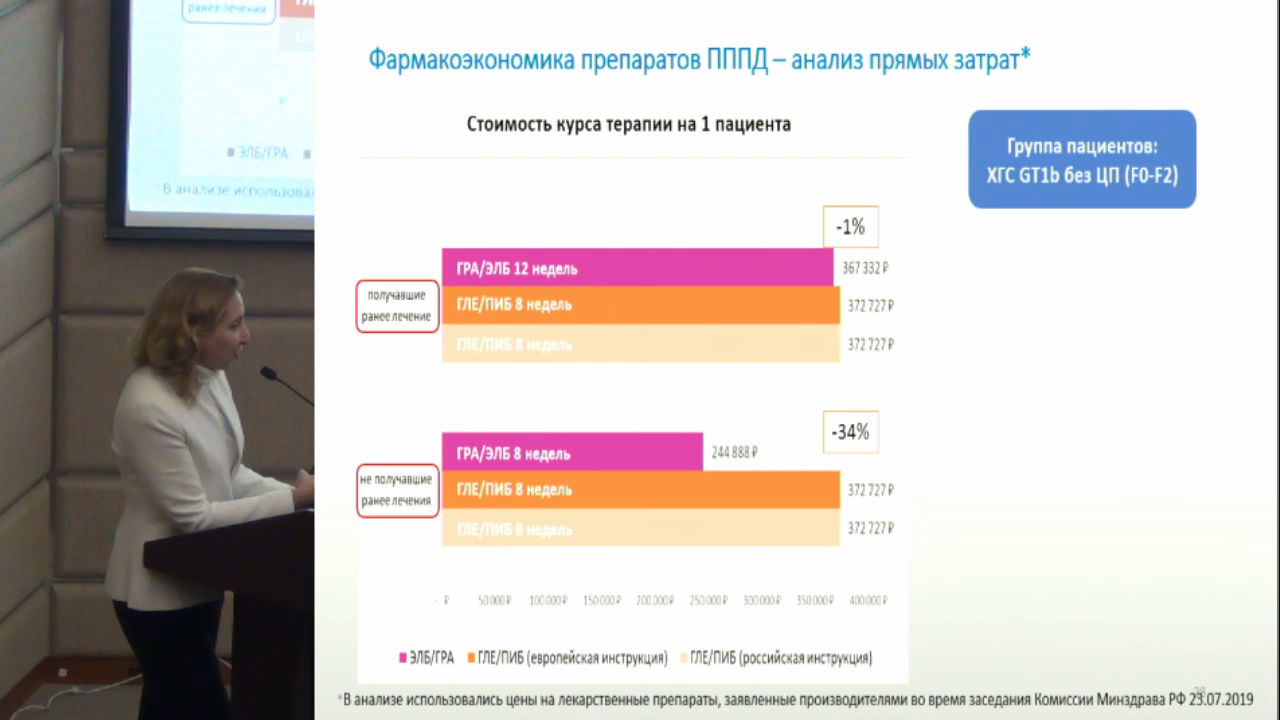 ранее лечения
ЭЛБ/ГРА
*В анализе использова
Фармакоэкономика препаратов ПППД – анализ прямых затрат*
Стоимость курса терапии на 1 пациента
Группа пациентов:
ХГС GT1b без ЦП (F0-F2)
-1%
ГРА/ЭЛБ 12 недель
367 332 ₽
получавшие
ранее лечение
ГЛЕ/ПИБ 8 недель
372 727 ₽
ГЛЕ/ПИБ 8 недель
372 727 ₽
-34%
ГРА/ЭЛБ 8 недель
244 888 ₽
не получавшие
ранее лечения
ГЛЕ/ПИБ 8 недель
372 727 ₽
ГЛЕ/ПИБ 8 недель
372 727 ₽
- ₽ 50 000 ₽ 100 000 ₽ 150 000 ₽ 200 000 ₽ 250 000 ₽ 300 000 ₽ 350 000 ₽ 400 000 ₽
ЭЛБ/ГРА ГЛЕ/ПИБ (европейская инструкция) ГЛЕ/ПИБ (российская инструкция)
*В анализе использовались цены на лекарственные препараты, заявленные производителями во время заседания Комиссии Минздрава РФ 23.07.2019